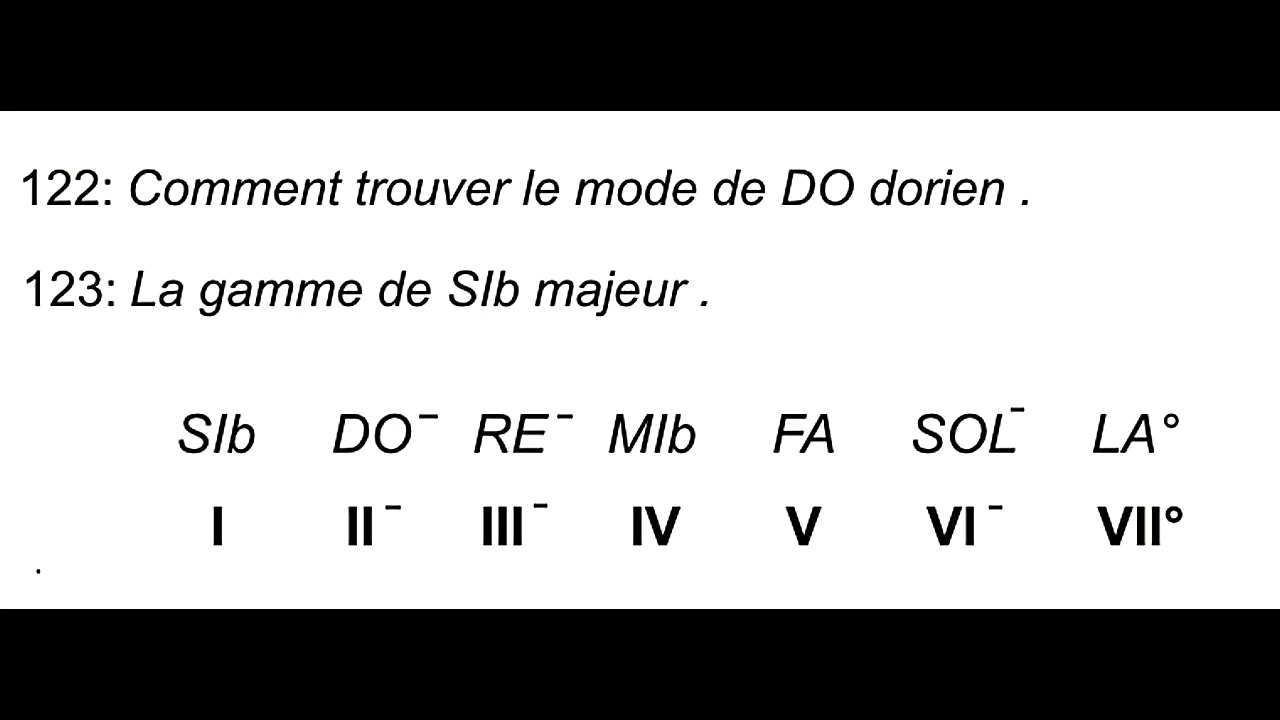 122: Comment trouver le mode de DO dorien .
123: La gamme de SIb majeur .
SIb DO⁻ RE⁻ MIb FA SOL⁻ LA°
I II⁻ III⁻ IV V VI⁻ VII°
.